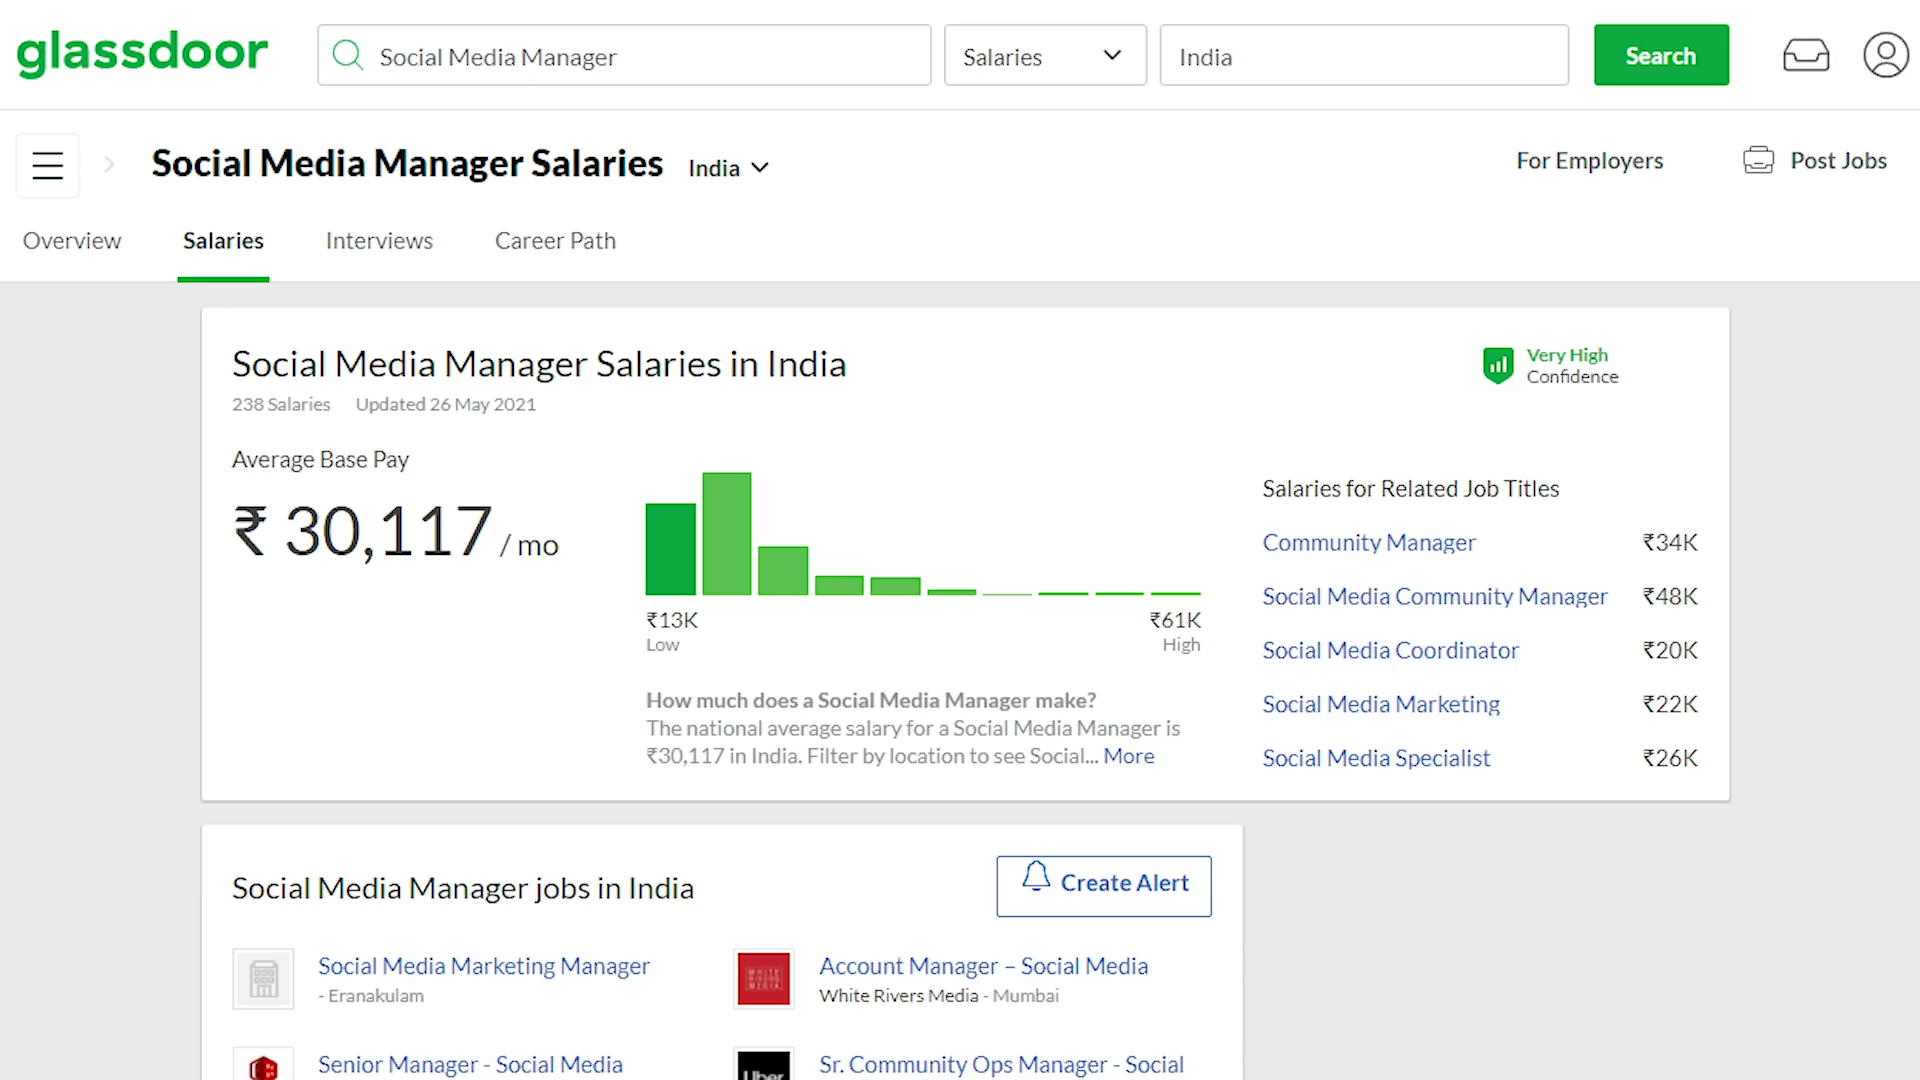 glassdoor
Social Media Manager
Salaries
India
Search
Social Media Manager Salaries
India
For Employers
Post Jobs
Overview
Salaries
Interviews
Career Path
Social Media Manager Salaries in India
238 Salaries
Updated 26 May 2021
Very High
Confidence
Average Base Pay
₹ 30,117 / mo
₹13K
Low
₹61K
High
How much does a Social Media Manager make?
The national average salary for a Social Media Manager is
₹30,117 in India. Filter by location to see Social... More
Salaries for Related Job Titles
Community Manager ₹34K
Social Media Community Manager ₹48K
Social Media Coordinator ₹20K
Social Media Marketing ₹22K
Social Media Specialist ₹26K
Social Media Manager jobs in India
Create Alert
Social Media Marketing Manager
- Eranakulam
WHITE
RIVERS
MEDIA
Account Manager – Social Media
White Rivers Media - Mumbai
Senior Manager - Social Media
Uber
Sr. Community Ops Manager - Social